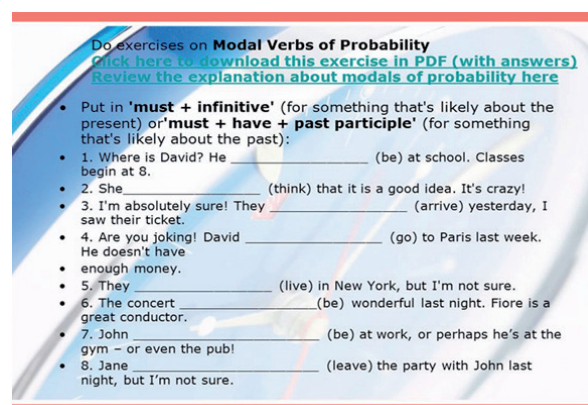 Do exercises on Modal Verbs of Probability
Click here to download this exercise in PDF (with answers)
Review the explanation about modals of probability here
• Put in 'must + infinitive' (for something that's likely about the
present) or'must + have + past participle' (for something
that's likely about the past):
• 1. Where is David? He ________________ (be) at school. Classes
begin at 8.
• 2. She________________ (think) that it is a good idea. It's crazy!
• 3. I'm absolutely sure! They ________________ (arrive) yesterday, I
saw their ticket.
• 4. Are you joking! David ________________ (go) to Paris last week.
He doesn't have
• enough money.
• 5. They ________________ (live) in New York, but I'm not sure.
• 6. The concert ________________(be) wonderful last night. Fiore is a
great conductor.
• 7. John ______________________ (be) at work, or perhaps he’s at the
gym – or even the pub!
• 8. Jane ______________________ (leave) the party with John last
night, but I’m not sure.